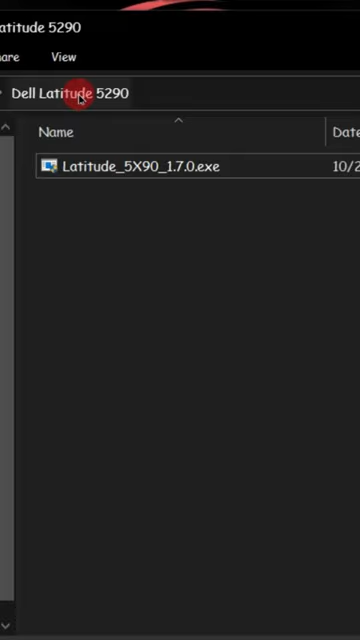 atitude 5290
are View
Dell Latitude 5290
Name Date
Latitude_5X90_1.7.0.exe 10/2